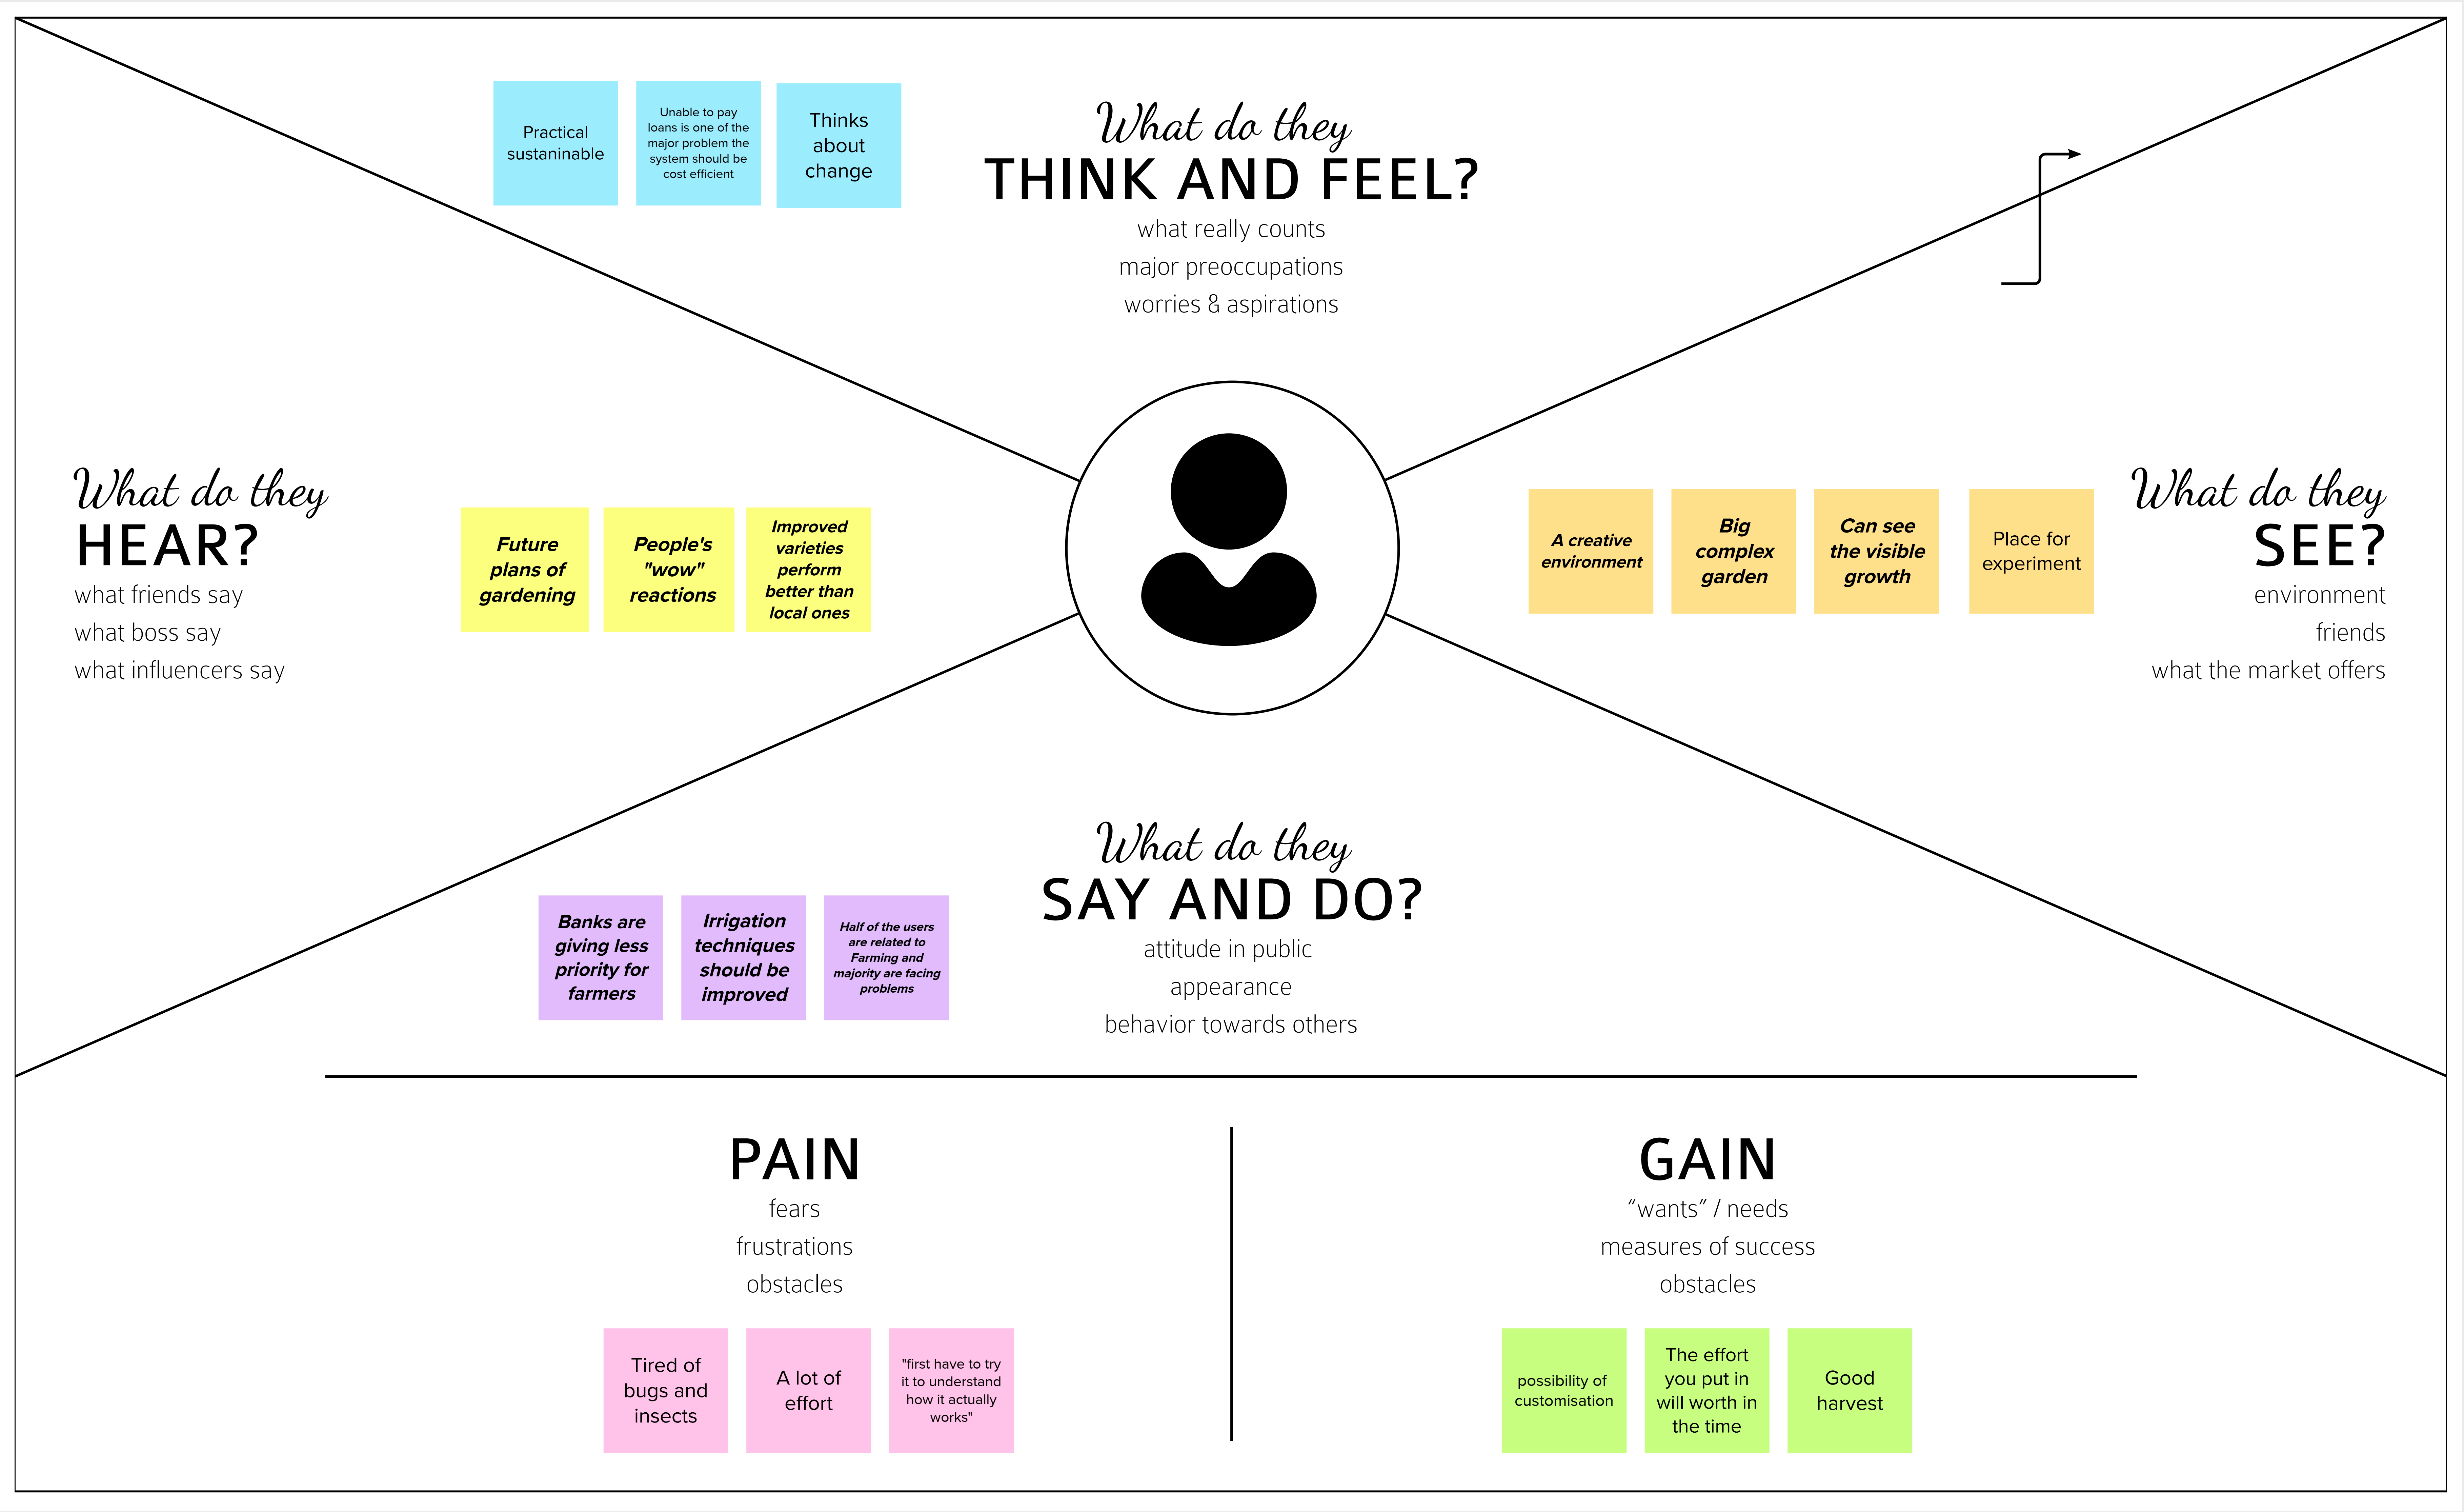 Practical
sustaninable
Unable to pay
loans is one of the
major problem the
system should be
cost efficient
Thinks
about
change
What do they
THINK AND FEEL?
what really counts
major preoccupations
worries & aspirations
What do they
HEAR?
what friends say
what boss say
what influencers say
Future
plans of
gardening
People's
"wow"
reactions
Improved
varieties
perform
better than
local ones
A creative
environment
Big
complex
garden
Can see
the visible
growth
Place for
experiment
What do they
SEE?
environment
friends
what the market offers
Banks are
giving less
priority for
farmers
Irrigation
techniques
should be
improved
Half of the users
are related to
Farming and
majority are facing
problems
What do they
SAY AND DO?
attitude in public
appearance
behavior towards others
PAIN
fears
frustrations
obstacles
Tired of
bugs and
insects
A lot of
effort
"first have to try
it to understand
how it actually
works"
GAIN
“wants” / needs
measures of success
obstacles
possibility of
customisation
The effort
you put in
will worth in
the time
Good
harvest